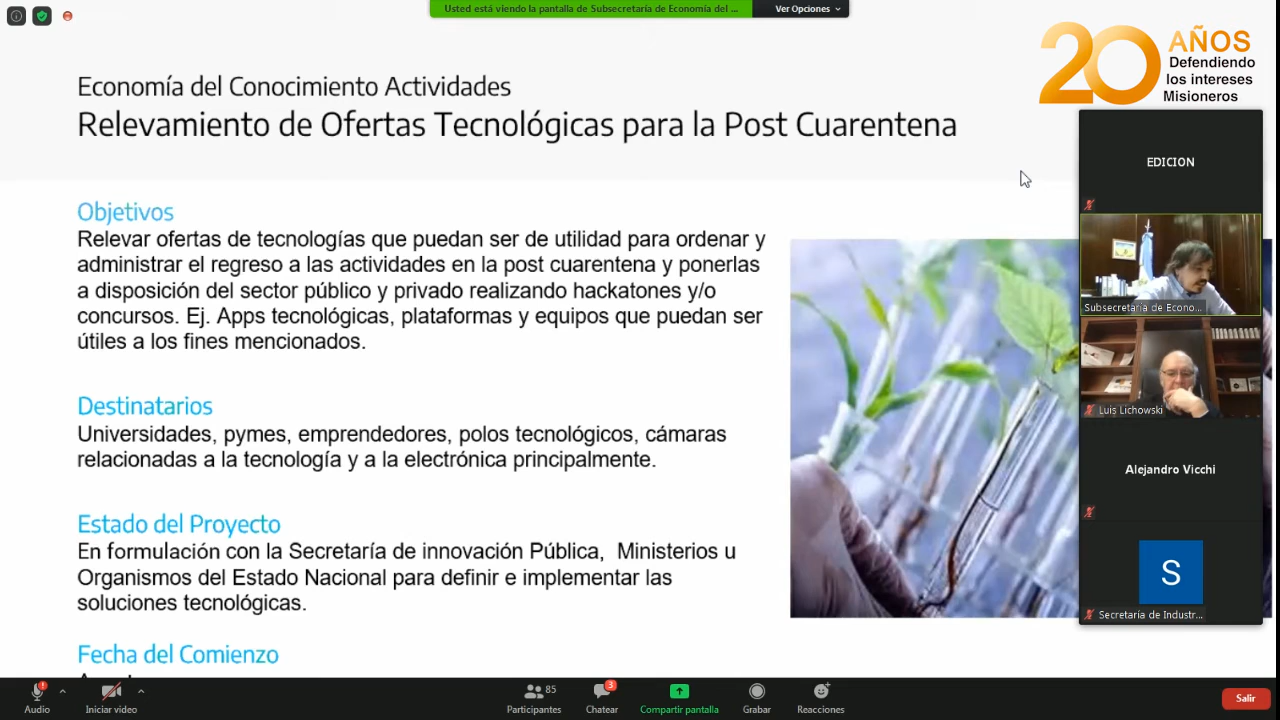 Usted está viendo la pantalla de Subsecretaría de Economía del ...
Ver Opciones
20 AÑOS
Defendiendo
los intereses
Misioneros
Economía del Conocimiento Actividades
Relevamiento de Ofertas Tecnológicas para la Post Cuarentena
EDICION
Subsecretaría de Econo...
Luis Lichowski
Alejandro Vicchi
S
Secretaría de Industr...
Objetivos
Relevar ofertas de tecnologías que puedan ser de utilidad para ordenar y
administrar el regreso a las actividades en la post cuarentena y ponerlas
a disposición del sector público y privado realizando hackatones y/o
concursos. Ej. Apps tecnológicas, plataformas y equipos que puedan ser
útiles a los fines mencionados.
Destinatarios
Universidades, pymes, emprendedores, polos tecnológicos, cámaras
relacionadas a la tecnología y a la electrónica principalmente.
Estado del Proyecto
En formulación con la Secretaría de innovación Pública, Ministerios u
Organismos del Estado Nacional para definir e implementar las
soluciones tecnológicas.
Fecha del Comienzo
Audio
Iniciar video
85
Participantes
3
Chatear
Compartir pantalla
Grabar
Reacciones
Salir